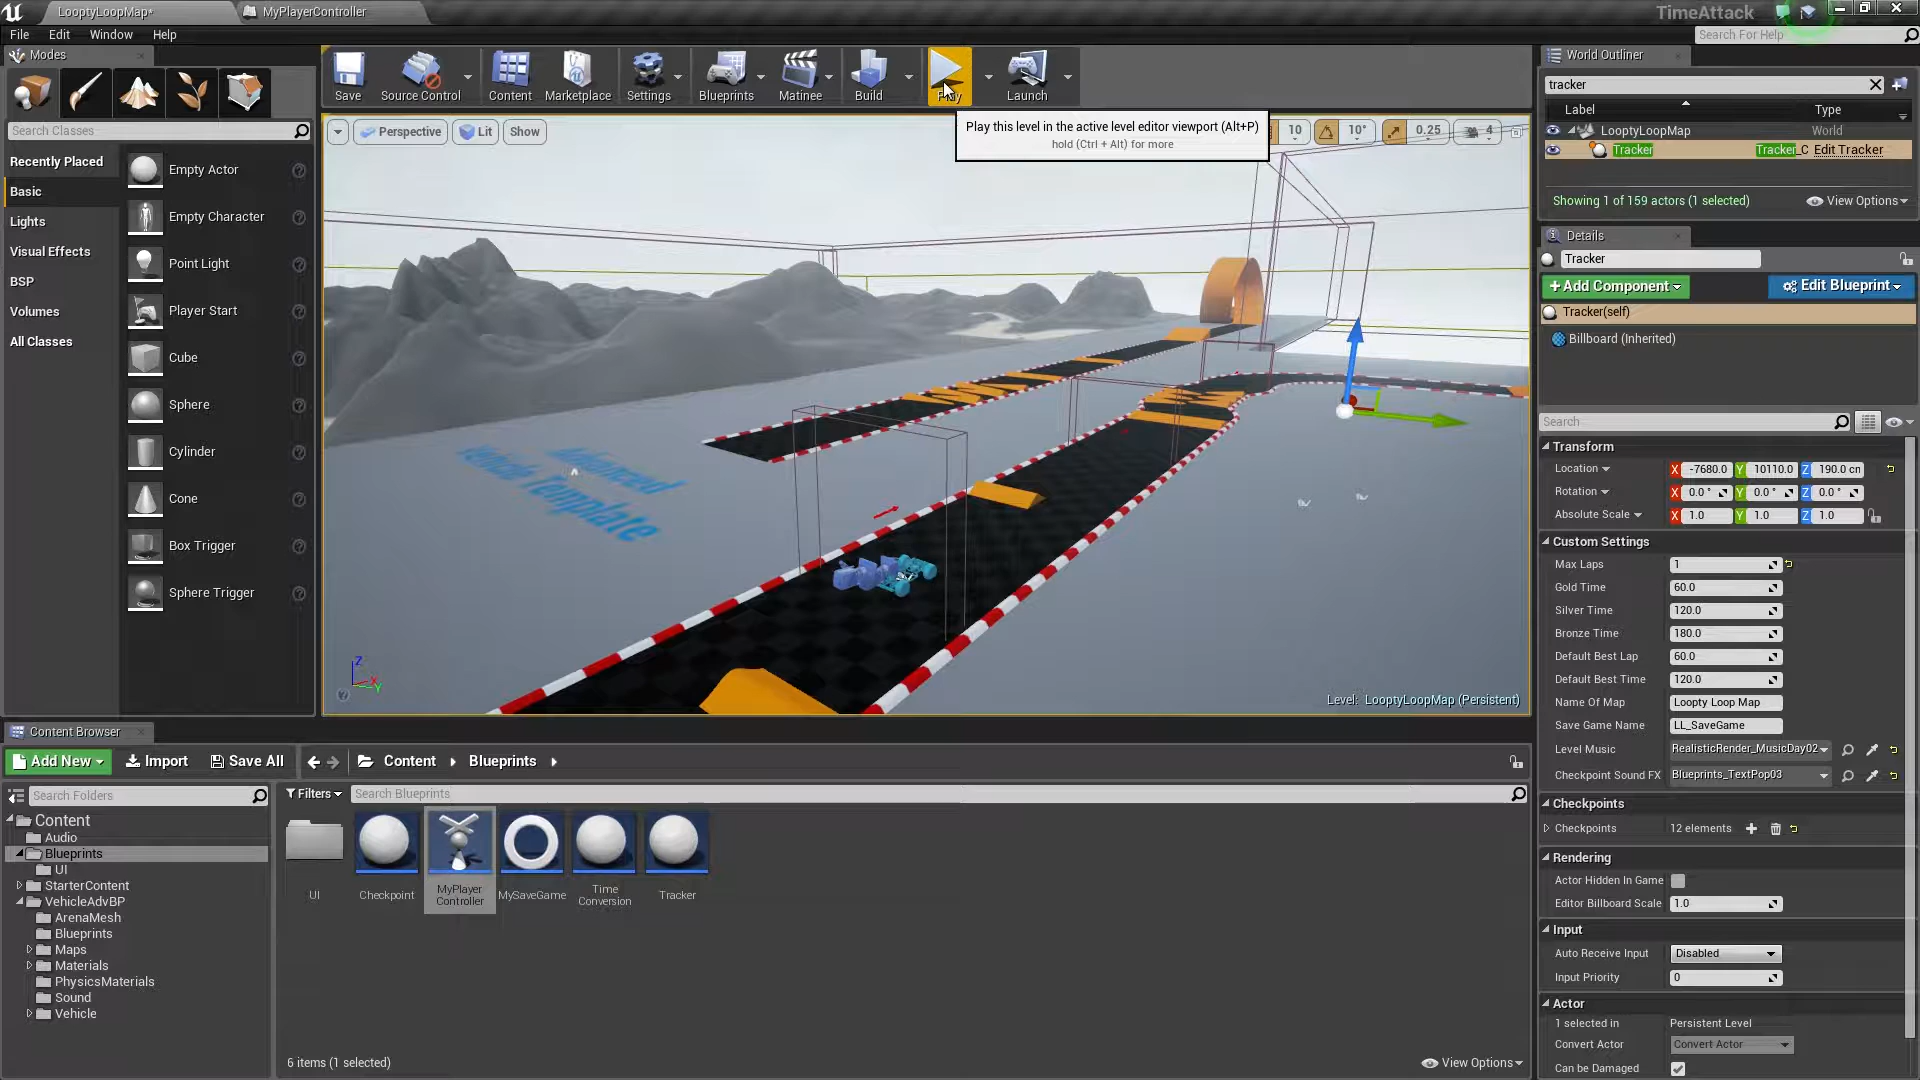 LooptyLoopMap*
MyPlayerController
TimeAttack
File
Edit
Window
Help
Search For Help
Modes
Save
Source Control
Content
Marketplace
Settings
Blueprints
Matinee
Build
Play
Launch
World Outliner
tracker
Search Classes
Perspective
Lit
Show
Play this level in the active level editor viewport (Alt+P)
hold (Ctrl + Alt) for more
10
10°
0.25
4
Label
Type
LooptyLoopMap
World
Tracker
Tracker_C
Edit Tracker
Showing 1 of 159 actors (1 selected)
View Options
Recently Placed
Basic
Lights
Visual Effects
BSP
Volumes
All Classes
Empty Actor
Empty Character
Point Light
Player Start
Cube
Sphere
Cylinder
Cone
Box Trigger
Sphere Trigger
Advanced
Vehicle Template
Z
X
Y
Level: LooptyLoopMap (Persistent)
Details
Tracker
+Add Component
Edit Blueprint
Tracker(self)
Billboard (Inherited)
Search
Transform
Location
X
-7680.0
Y
10110.0
Z
190.0 cm
Rotation
X
0.0 °
Y
0.0 °
Z
0.0 °
Absolute Scale
X
1.0
Y
1.0
Z
1.0
Custom Settings
Max Laps
1
Gold Time
60.0
Silver Time
120.0
Bronze Time
180.0
Default Best Lap
60.0
Default Best Time
120.0
Name Of Map
Loopty Loop Map
Save Game Name
LL_SaveGame
Level Music
RealisticRender_MusicDay02
Checkpoint Sound FX
Blueprints_TextPop03
Checkpoints
Checkpoints
12 elements
Rendering
Actor Hidden In Game
Editor Billboard Scale
1.0
Input
Auto Receive Input
Disabled
Input Priority
0
Actor
1 selected in
Persistent Level
Convert Actor
Convert Actor
Can be Damaged
Content Browser
Add New
Import
Save All
Content
Blueprints
Search Folders
Filters
Search Blueprints
Content
Audio
Blueprints
UI
StarterContent
VehicleAdvBP
ArenaMesh
Blueprints
Maps
Materials
PhysicsMaterials
Sound
Vehicle
UI
Checkpoint
MyPlayer
Controller
MySaveGame
Time
Conversion
Tracker
6 items (1 selected)
View Options